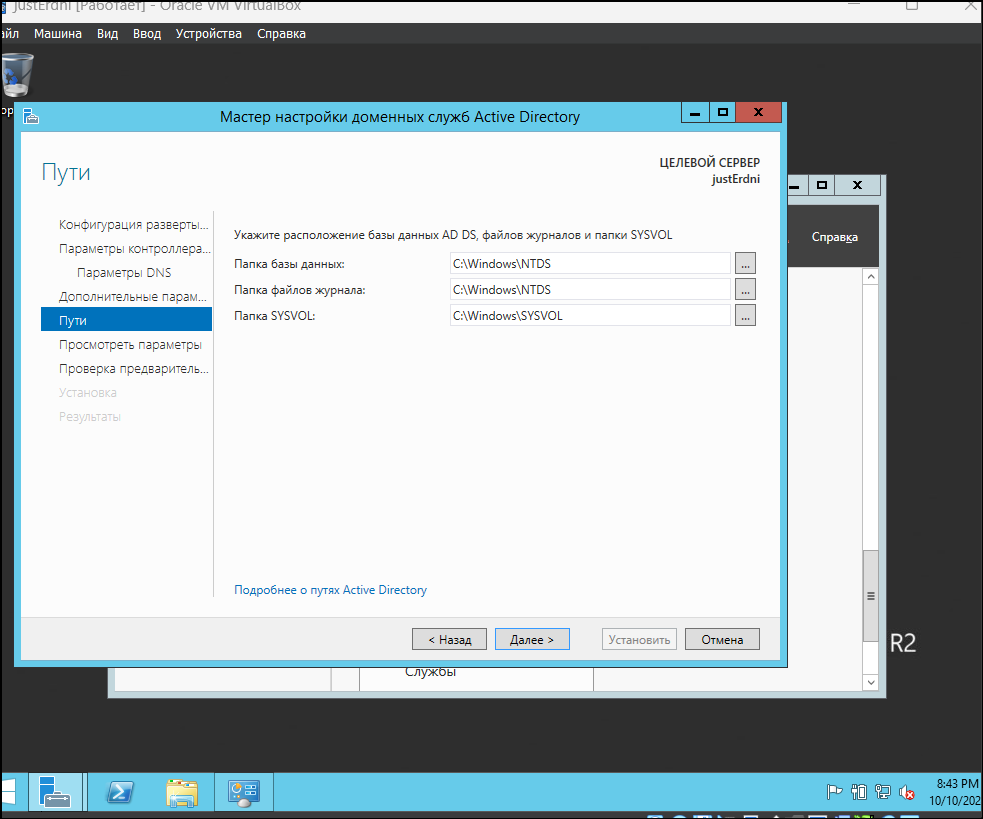 justErdni [Работает] - Oracle VM VirtualBox
айл Машина Вид Ввод Устройства Справка
Мастер настройки доменных служб Active Directory
Пути
ЦЕЛЕВОЙ СЕРВЕР
justErdni
Справка
Конфигурация разверты...
Параметры контроллера...
Параметры DNS
Дополнительные парам...
Пути
Просмотреть параметры
Проверка предваритель...
Установка
Результаты
Укажите расположение базы данных AD DS, файлов журналов и папки SYSVOL
Папка базы данных: C:\Windows\NTDS ...
Папка файлов журнала: C:\Windows\NTDS ...
Папка SYSVOL: C:\Windows\SYSVOL ...
Подробнее о путях Active Directory
< Назад Далее > Установить Отмена
R2
Службы
8:43 PM
10/10/202